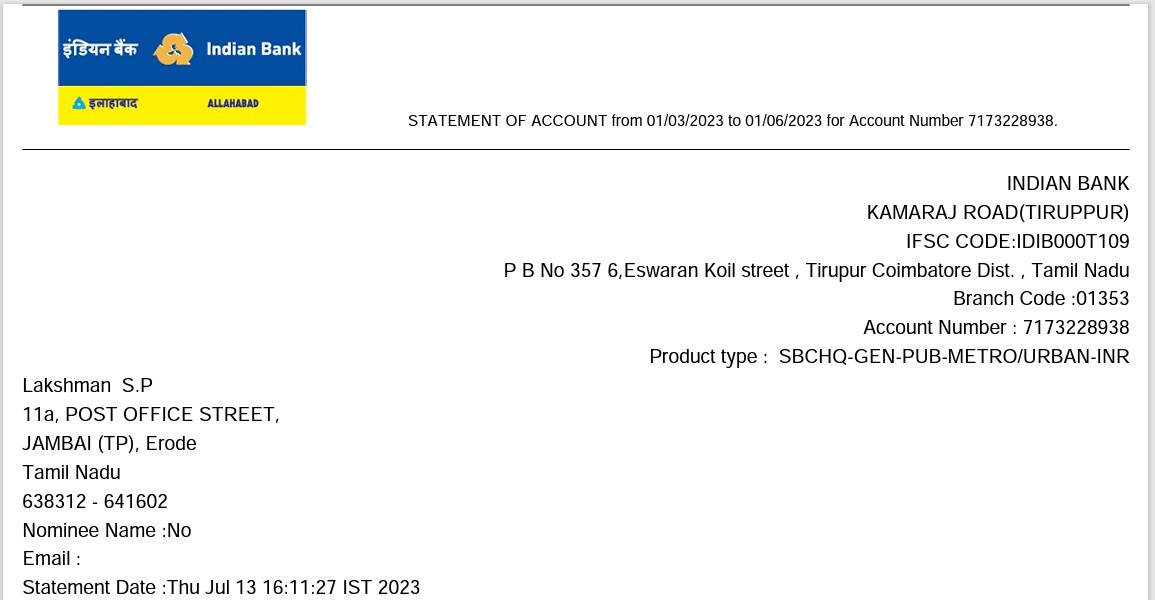 इंडियन बैंक Indian Bank
इलाहाबाद ALLAHABAD
STATEMENT OF ACCOUNT from 01/03/2023 to 01/06/2023 for Account Number 7173228938.
INDIAN BANK
KAMARAJ ROAD(TIRUPPUR)
IFSC CODE:IDIB000T109
P B No 357 6,Eswaran Koil street , Tirupur Coimbatore Dist. , Tamil Nadu
Branch Code :01353
Account Number : 7173228938
Product type : SBCHQ-GEN-PUB-METRO/URBAN-INR
Lakshman S.P
11a, POST OFFICE STREET,
JAMBAI (TP), Erode
Tamil Nadu
638312 - 641602
Nominee Name :No
Email :
Statement Date :Thu Jul 13 16:11:27 IST 2023